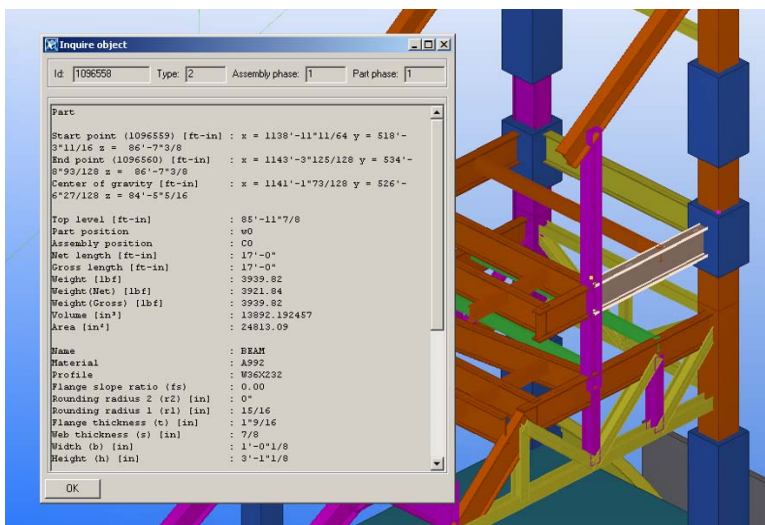 Inquire object
Id: 1096558 Type: 2 Assembly phase: 1 Part phase: 1
Part
Start point (1096559) [ft-in] : x = 1138'-11"11/64 y = 518'-
3"11/16 z = 86'-7"3/8
End point (1096560) [ft-in] : x = 1143'-3"125/128 y = 534'-
8"93/128 z = 86'-7"3/8
Center of gravity [ft-in] : x = 1141'-1"73/128 y = 526'-
6"27/128 z = 84'-5"5/16
Top level [ft-in] : 85'-11"7/8
Part position : w0
Assembly position : C0
Net length [ft-in] : 17'-0"
Gross length [ft-in] : 17'-0"
Weight [lbf] : 3939.82
Weight(Net) [lbf] : 3921.84
Weight(Gross) [lbf] : 3939.82
Volume [in³] : 13892.192457
Area [in²] : 24813.09
Name : BEAM
Material : A992
Profile : W36X232
Flange slope ratio (fs) : 0.00
Rounding radius 2 (r2) [in] : 0"
Rounding radius 1 (r1) [in] : 15/16
Flange thickness (t) [in] : 1"9/16
Web thickness (s) [in] : 7/8
Width (b) [in] : 1'-0"1/8
Height (h) [in] : 3'-1"1/8
OK